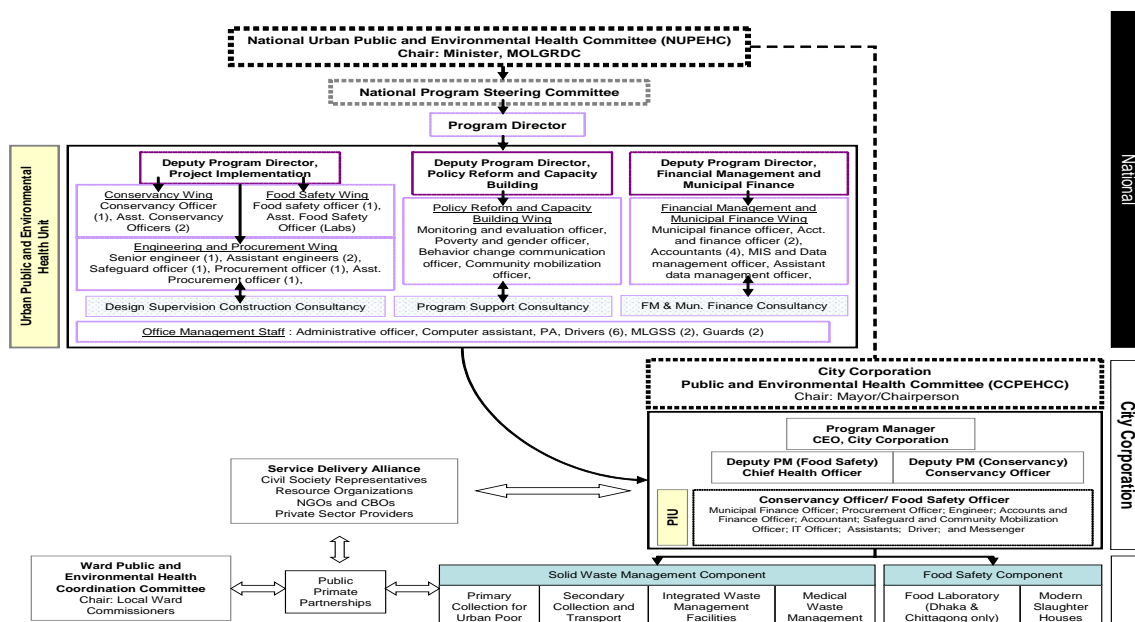 National Urban Public and Environmental Health Committee (NUPEHC)
Chair: Minister, MOLGRDC
National Program Steering Committee
Program Director
National
Urban Public and Environmental
Health Unit
Deputy Program Director,
Project Implementation
Conservancy Wing
Conservancy Officer
(1), Asst. Conservancy
Officers (2)
Food Safety Wing
Food safety officer (1),
Asst. Food Safety
Officer (Labs)
Engineering and Procurement Wing
Senior engineer (1), Assistant engineers (2),
Safeguard officer (1), Procurement officer (1), Asst.
Procurement officer (1),
Design Supervision Construction Consultancy
Deputy Program Director,
Policy Reform and Capacity
Building
Policy Reform and Capacity
Building Wing
Monitoring and evaluation officer,
Poverty and gender officer,
Behavior change communication
officer, Community mobilization
officer,
Program Support Consultancy
Deputy Program Director,
Financial Management and
Municipal Finance
Financial Management and
Municipal Finance Wing
Municipal finance officer, Acct.
and finance officer (2),
Accountants (4), MIS and Data
management officer, Assistant
data management officer,
FM & Mun. Finance Consultancy
Office Management Staff : Administrative officer, Computer assistant, PA, Drivers (6), MLGSS (2), Guards (2)
City Corporation
Public and Environmental Health Committee (CCPEHCC)
Chair: Mayor/Chairperson
City Corporation
Program Manager
CEO, City Corporation
Deputy PM (Food Safety)
Chief Health Officer
Deputy PM (Conservancy)
Conservancy Officer
PIU
Conservancy Officer/ Food Safety Officer
Municipal Finance Officer; Procurement Officer; Engineer; Accounts and
Finance Officer; Accountant; Safeguard and Community Mobilization
Officer; IT Officer; Assistants; Driver; and Messenger
Service Delivery Alliance
Civil Society Representatives
Resource Organizations
NGOs and CBOs
Private Sector Providers
Ward Public and
Environmental Health
Coordination Committee
Chair: Local Ward
Commissioners
Public
Private
Partnerships
Solid Waste Management Component
Primary
Collection for
Urban Poor
Secondary
Collection and
Transport
Integrated Waste
Management
Facilities
Medical
Waste
Management
Food Safety Component
Food Laboratory
(Dhaka &
Chittagong only)
Modern
Slaughter
Houses